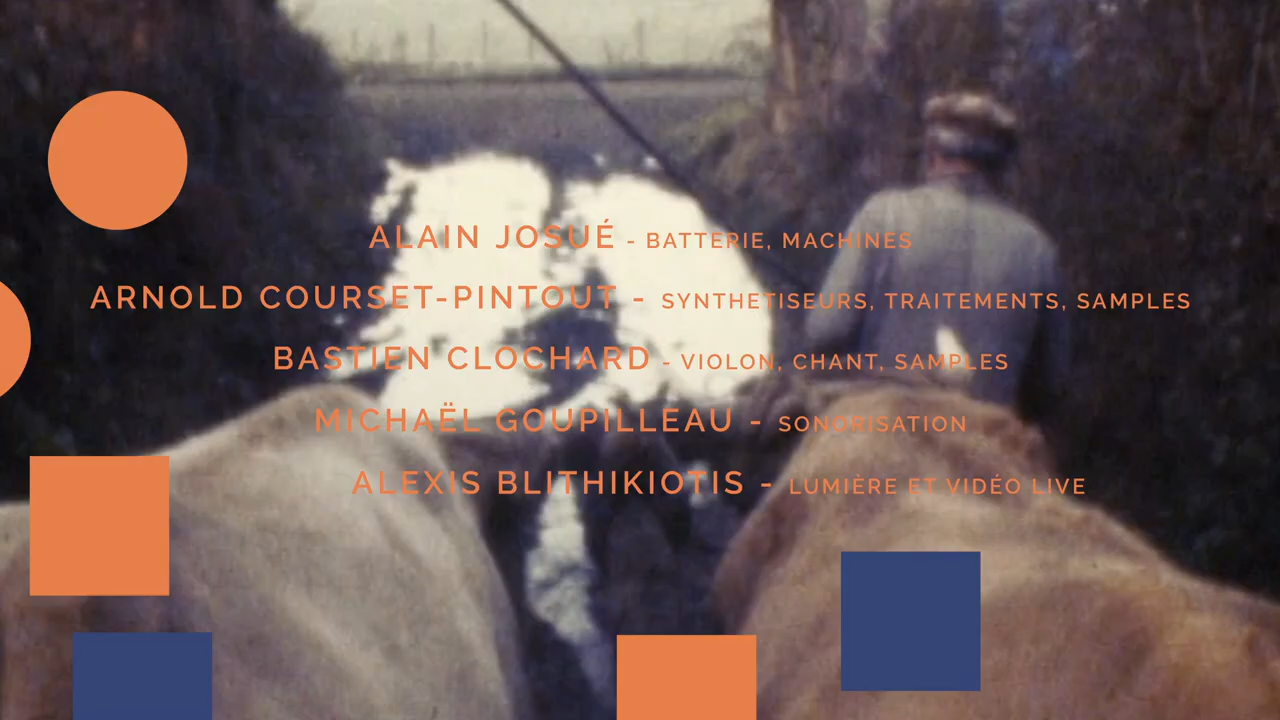 ALAIN JOSUÉ - BATTERIE, MACHINES
ARNOLD COURSET-PINTOUT - SYNTHETISEURS, TRAITEMENTS, SAMPLES
BASTIEN CLOCHARD - VIOLON, CHANT, SAMPLES
MICHAËL GOUPILLEAU - SONORISATION
ALEXIS BLITHIKIOTIS - LUMIÈRE ET VIDÉO LIVE